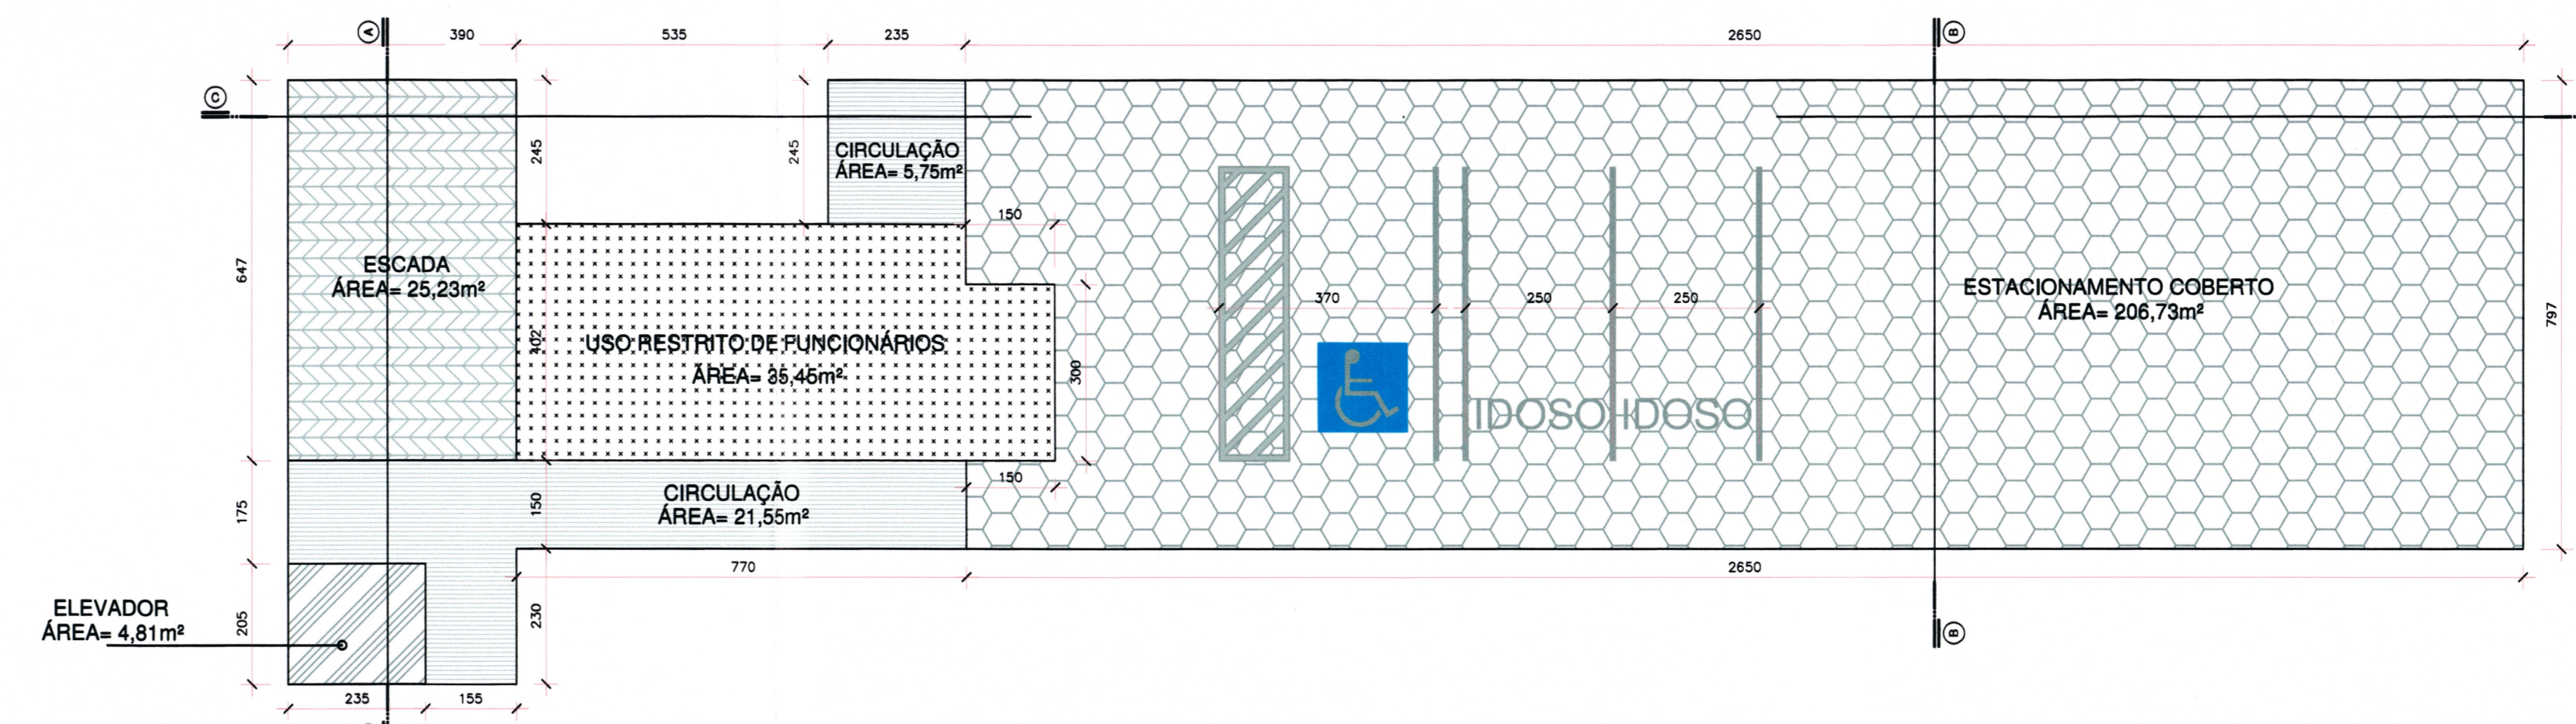 A
390
535
235
2650
B
C
245
245
CIRCULAÇÃO
ÁREA= 5,75m²
150
647
ESCADA
ÁREA= 25,23m²
402
USO RESTRITO DE FUNCIONÁRIOS
ÁREA= 35,45m²
300
370
250
250
ESTACIONAMENTO COBERTO
ÁREA= 206,73m²
797
IDOSO IDOSO
150
175
150
CIRCULAÇÃO
ÁREA= 21,55m²
770
2650
ELEVADOR
ÁREA= 4,81m²
205
230
B
235
155